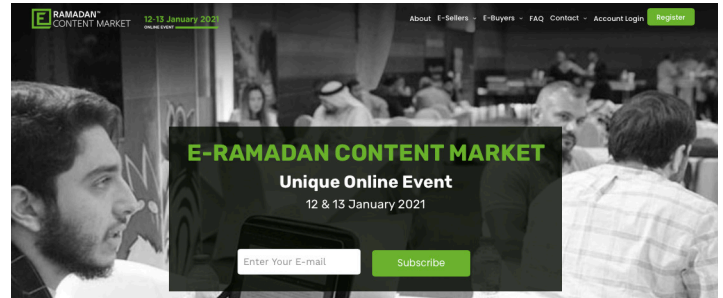 E RAMADAN™
CONTENT MARKET
12-13 January 2021
ONLINE EVENT
About E-Sellers E-Buyers FAQ Contact Account Login Register
E-RAMADAN CONTENT MARKET
Unique Online Event
12 & 13 January 2021
Enter Your E-mail Subscribe